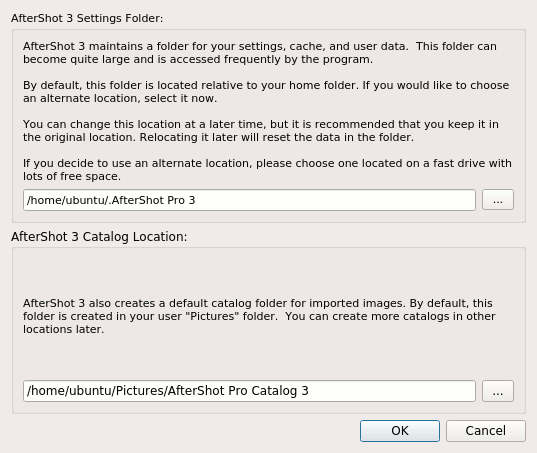 AfterShot 3 Settings Folder:
AfterShot 3 maintains a folder for your settings, cache, and user data.  This folder can
become quite large and is accessed frequently by the program.
By default, this folder is located relative to your home folder. If you would like to choose
an alternate location, select it now.
You can change this location at a later time, but it is recommended that you keep it in
the original location. Relocating it later will reset the data in the folder.
If you decide to use an alternate location, please choose one located on a fast drive with
lots of free space.
/home/ubuntu/.AfterShot Pro 3
...
AfterShot 3 Catalog Location:
AfterShot 3 also creates a default catalog folder for imported images. By default, this
folder is created in your user "Pictures" folder.  You can create more catalogs in other
locations later.
/home/ubuntu/Pictures/AfterShot Pro Catalog 3
...
OK
Cancel